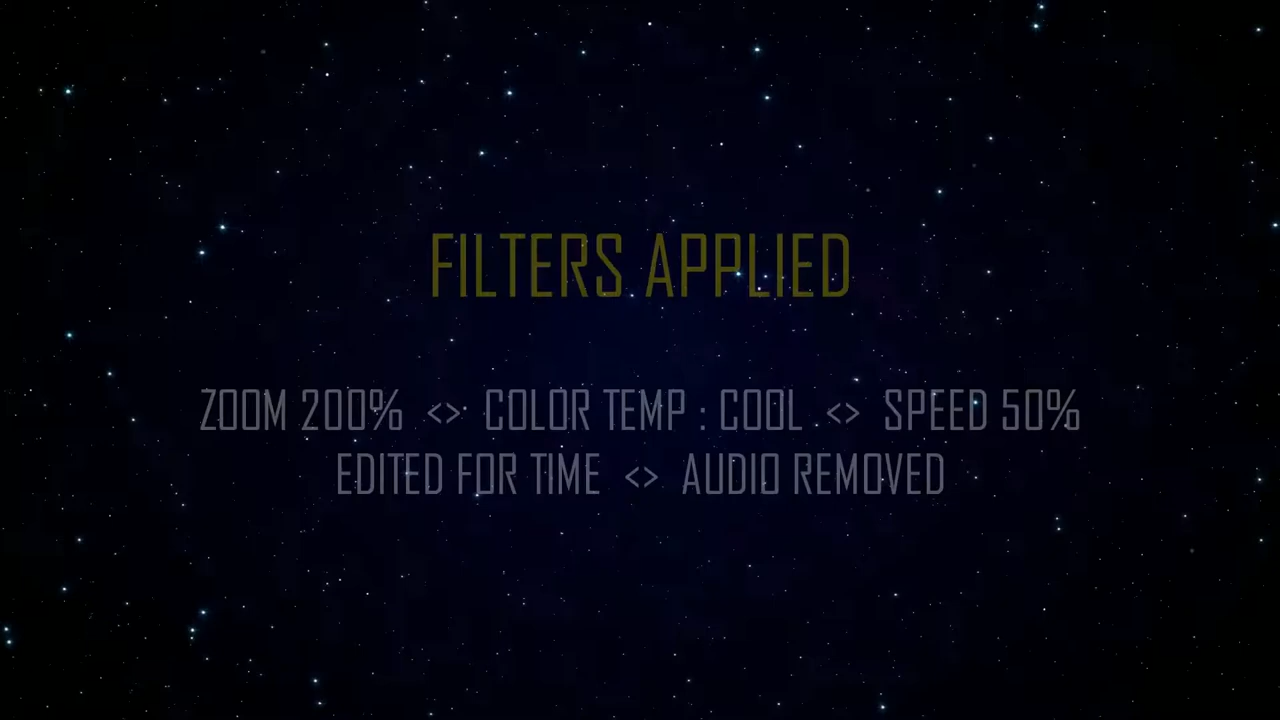 FILTERS APPLIED
ZOOM 200% <> COLOR TEMP : COOL <> SPEED 50%
EDITED FOR TIME <> AUDIO REMOVED